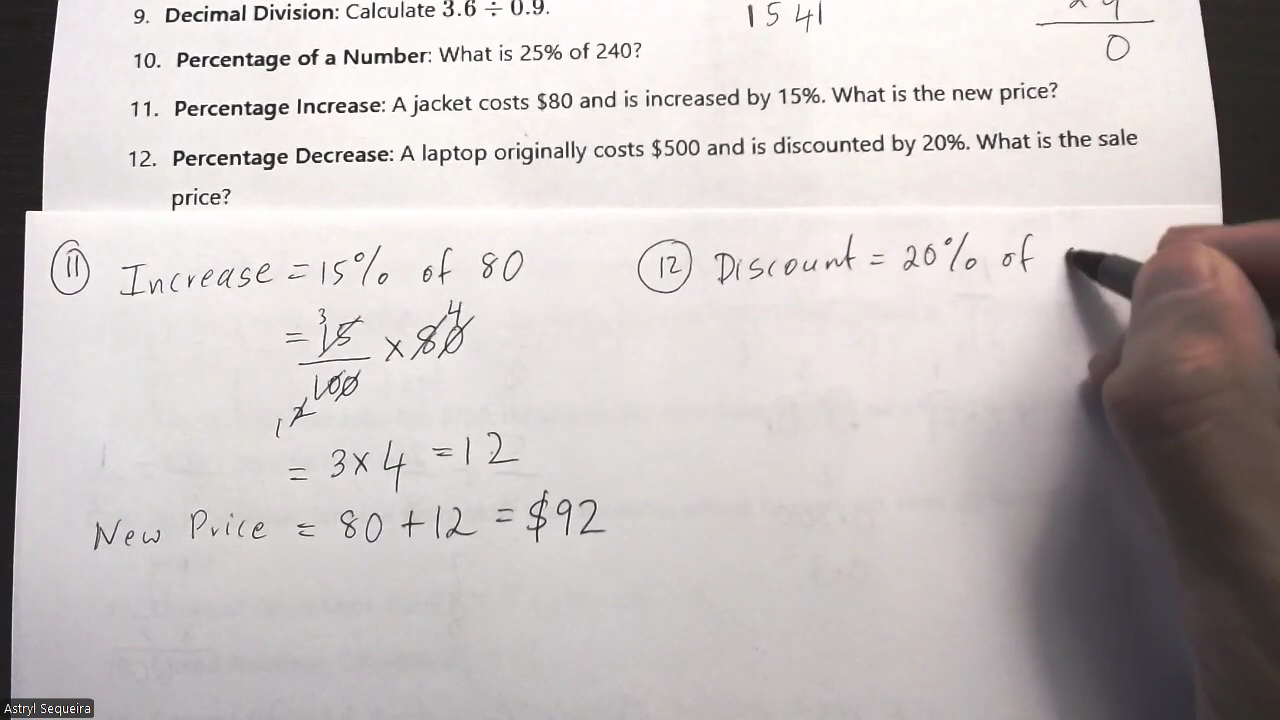 9. Decimal Division: Calculate 3.6 ÷ 0.9.
1541
0
10. Percentage of a Number: What is 25% of 240?
11. Percentage Increase: A jacket costs $80 and is increased by 15%. What is the new price?
12. Percentage Decrease: A laptop originally costs $500 and is discounted by 20%. What is the sale
price?
11 Increase = 15% of 80
3 4
= 15 × 80
100
1 2
= 3 × 4 = 12
New Price = 80 + 12 = $92
12 Discount = 20% of
Astryl Sequeira